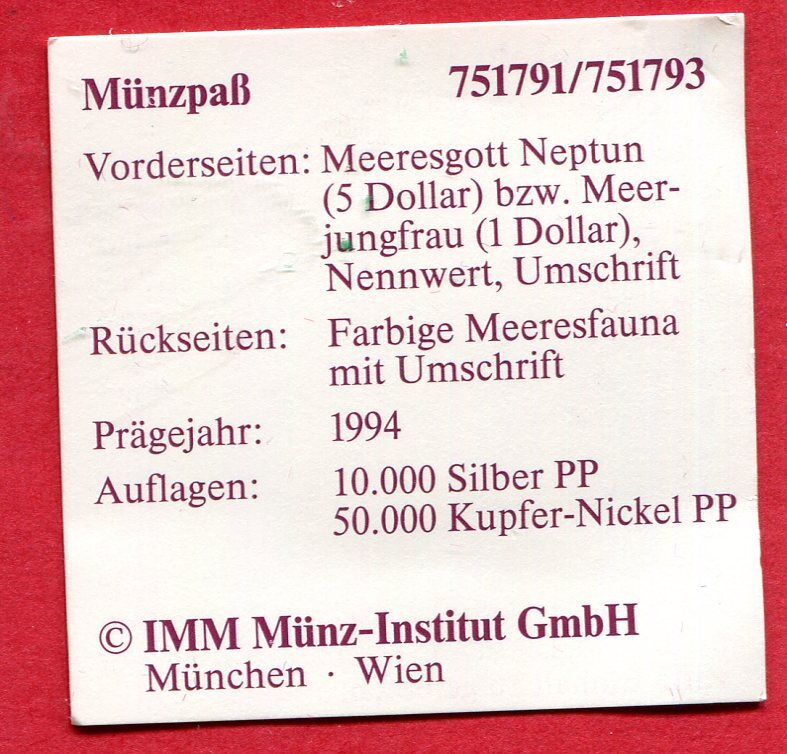 Münzpaß 751791/751793
Vorderseiten: Meeresgott Neptun
(5 Dollar) bzw. Meer-
jungfrau (1 Dollar),
Nennwert, Umschrift
Rückseiten: Farbige Meeresfauna
mit Umschrift
Prägejahr: 1994
Auflagen: 10.000 Silber PP
50.000 Kupfer-Nickel PP
© IMM Münz-Institut GmbH
München · Wien